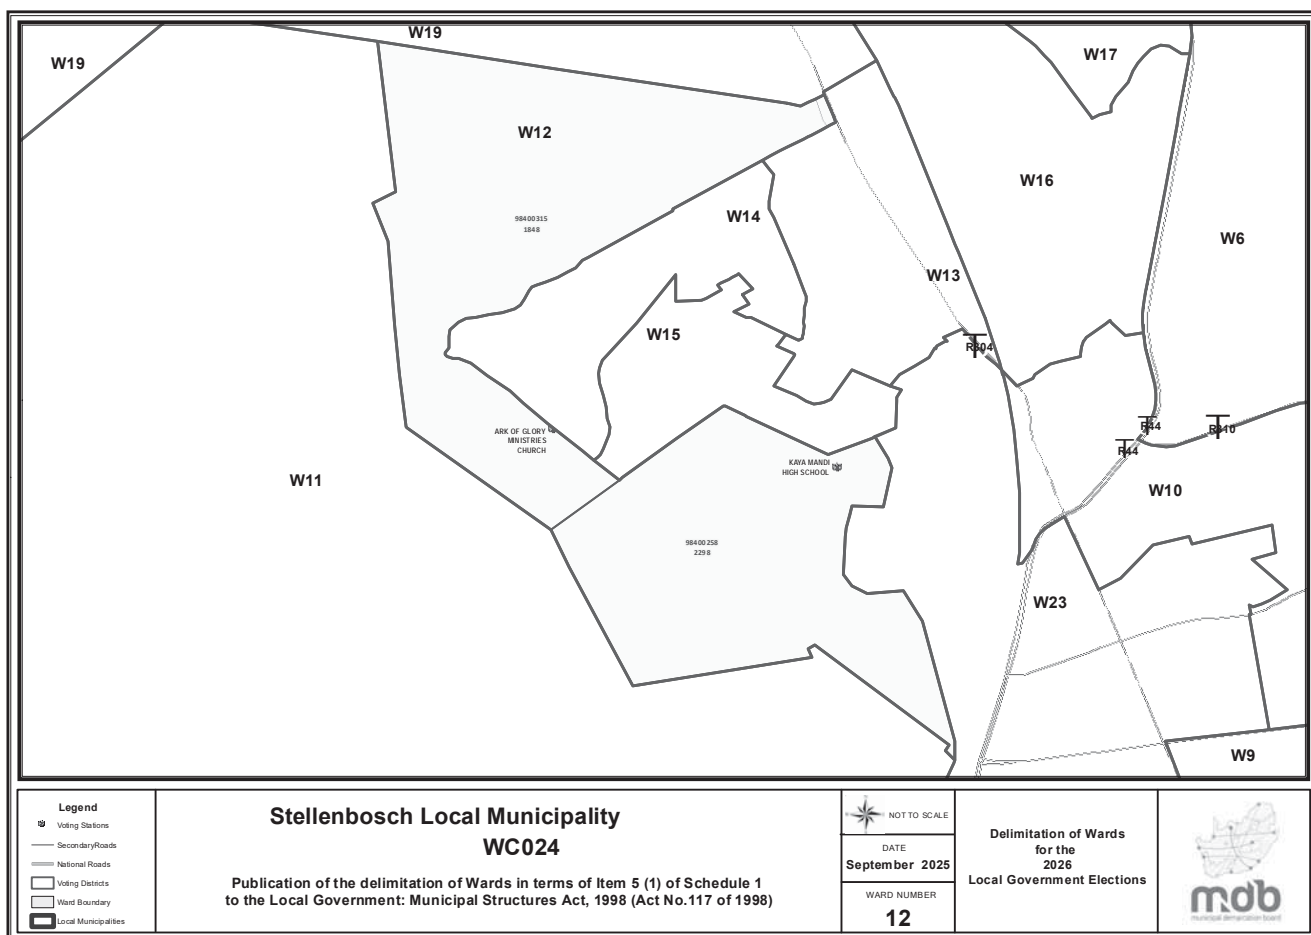 W19
W19
W17
W12
W16
98400315
1848
W14
W6
W13
W15
R304
R44
R310
R44
ARK OF GLORY
MINISTRIES
CHURCH
KAYA MANDI
HIGH SCHOOL
W11
W10
98400258
2298
W23
W9
Legend
Voting Stations
SecondaryRoads
National Roads
Voting Districts
Ward Boundary
Local Municipalities
Stellenbosch Local Municipality
WC024
Publication of the delimitation of Wards in terms of Item 5 (1) of Schedule 1
to the Local Government: Municipal Structures Act, 1998 (Act No.117 of 1998)
NOT TO SCALE
DATE
September 2025
WARD NUMBER
12
Delimitation of Wards
for the
2026
Local Government Elections
mdb
municipal demarcation board